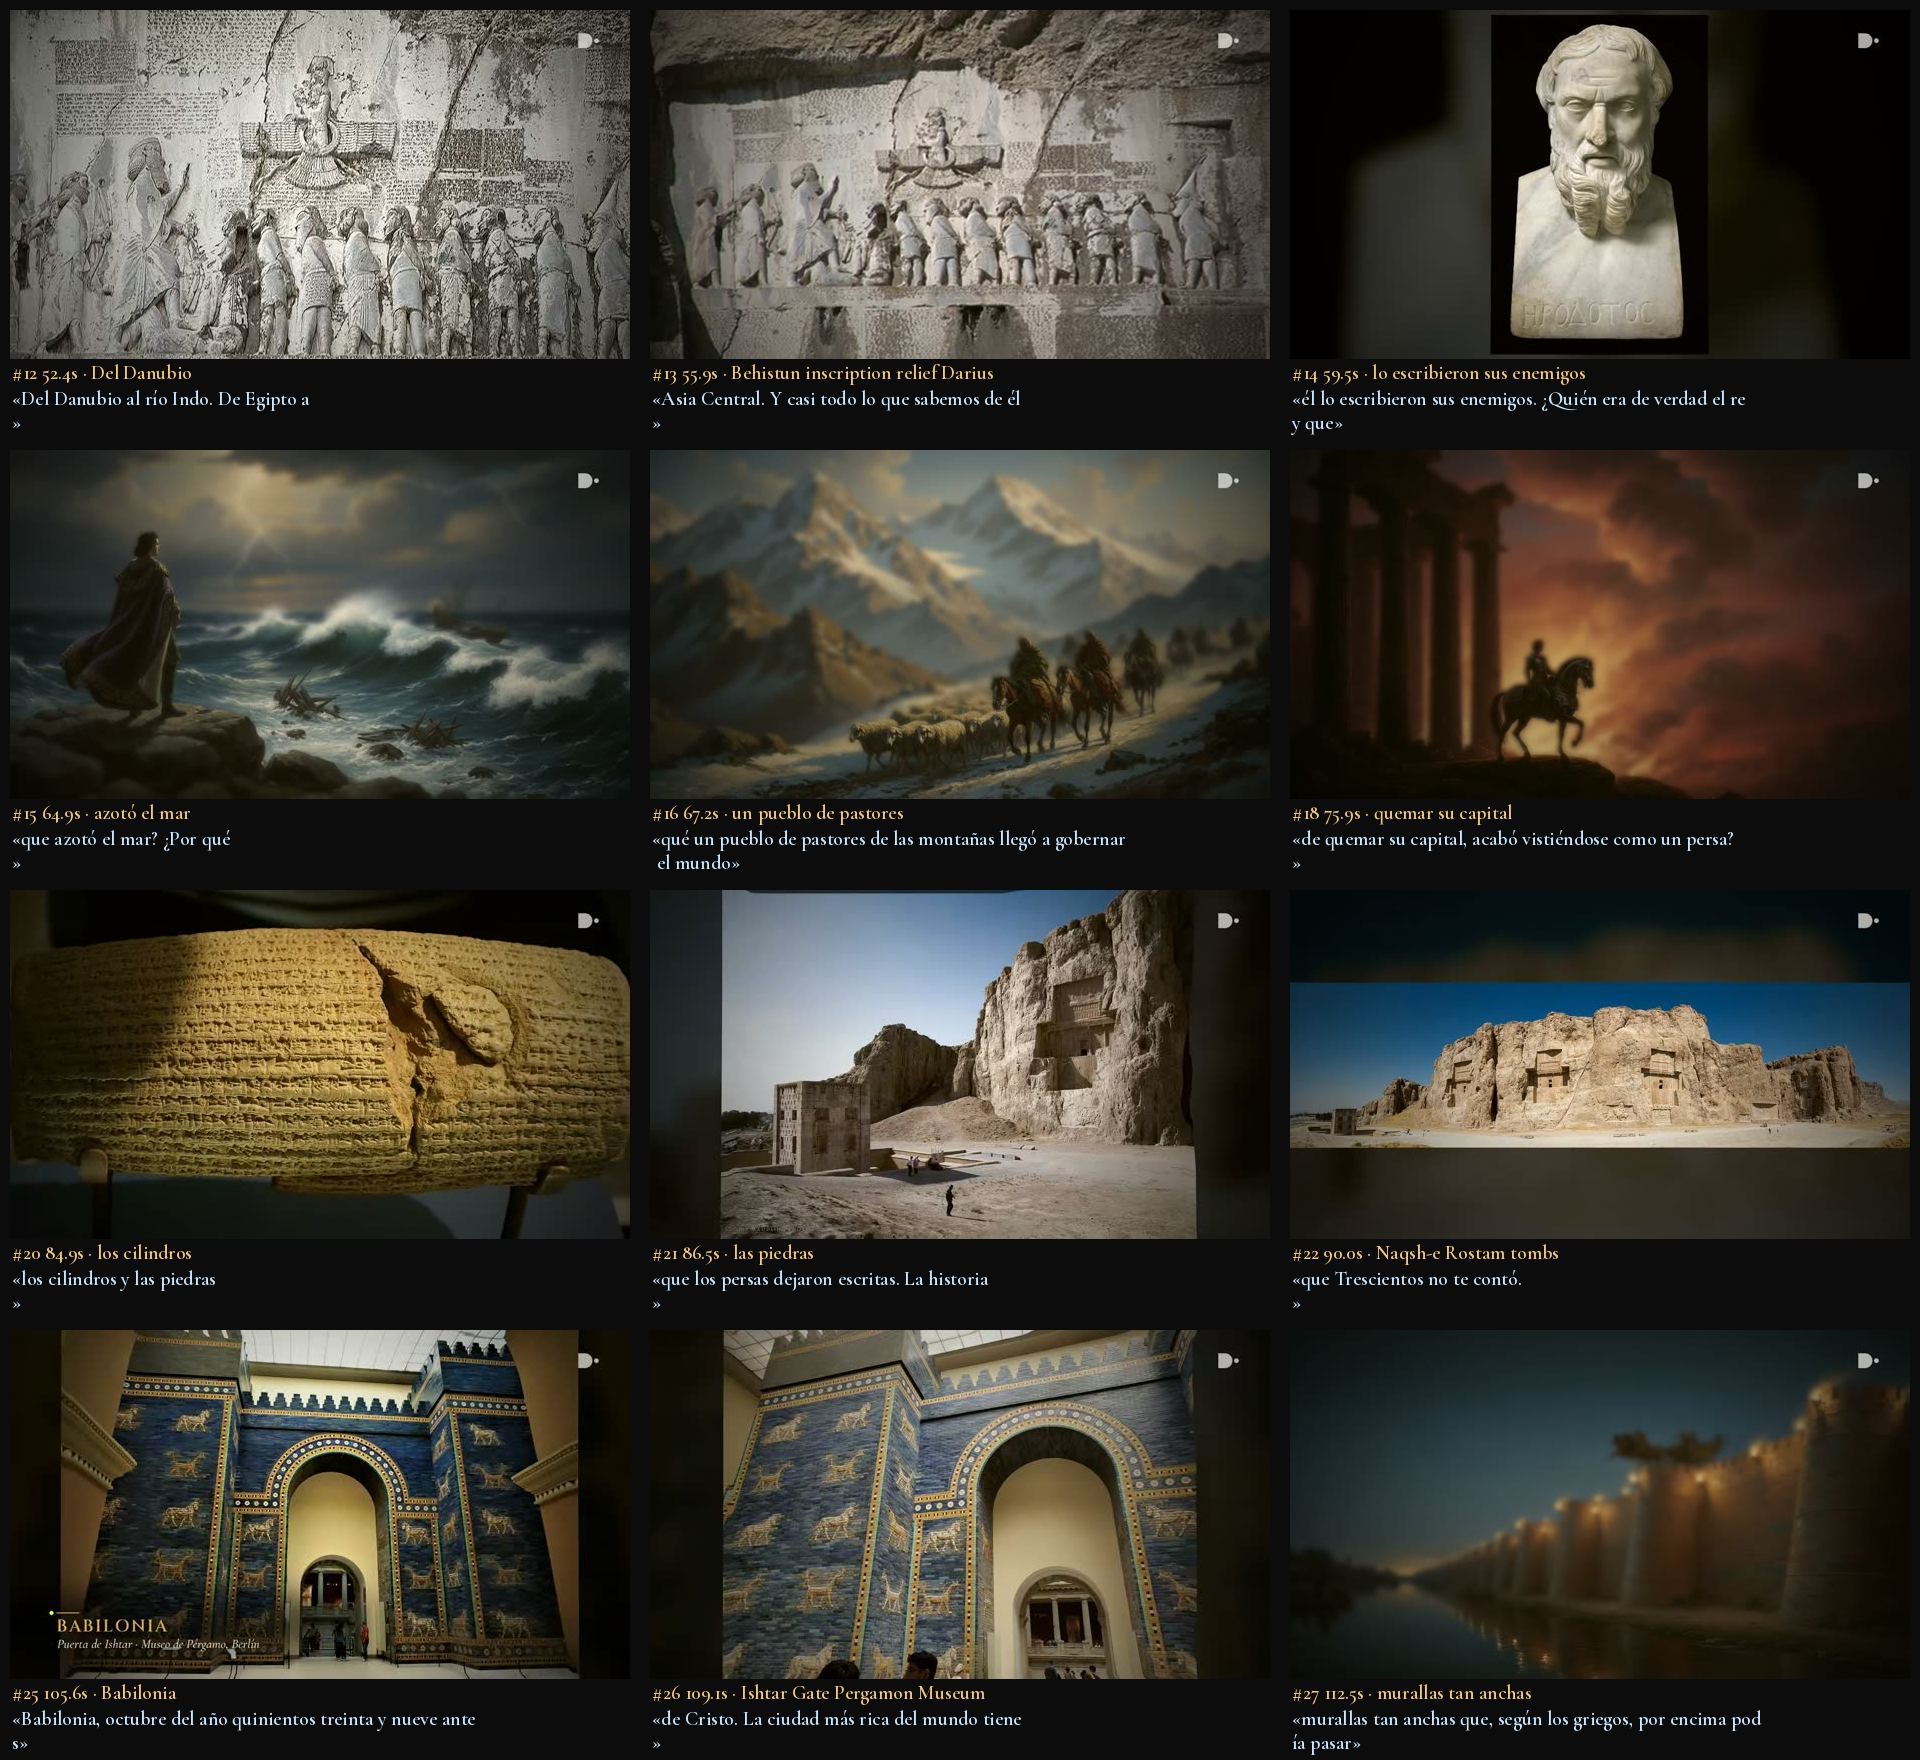 #12 52.4s · Del Danubio
«Del Danubio al río Indo. De Egipto a
»
#13 55.9s · Behistun inscription relief Darius
«Asia Central. Y casi todo lo que sabemos de él
»
ΗΡΟΔΟΤΟΣ
#14 59.5s · lo escribieron sus enemigos
«él lo escribieron sus enemigos. ¿Quién era de verdad el re
y que»
#15 64.9s · azotó el mar
«que azotó el mar? ¿Por qué
»
#16 67.2s · un pueblo de pastores
«qué un pueblo de pastores de las montañas llegó a gobernar
el mundo»
#18 75.9s · quemar su capital
«de quemar su capital, acabó vistiéndose como un persa?
»
#20 84.9s · los cilindros
«los cilindros y las piedras
»
#21 86.5s · las piedras
«que los persas dejaron escritas. La historia
»
#22 90.0s · Naqsh-e Rostam tombs
«que Trescientos no te contó.
»
BABILONIA
Puerta de Ishtar · Museo de Pérgamo, Berlín
#25 105.6s · Babilonia
«Babilonia, octubre del año quinientos treinta y nueve ante
s»
#26 109.1s · Ishtar Gate Pergamon Museum
«de Cristo. La ciudad más rica del mundo tiene
»
#27 112.5s · murallas tan anchas
«murallas tan anchas que, según los griegos, por encima pod
ía pasar»